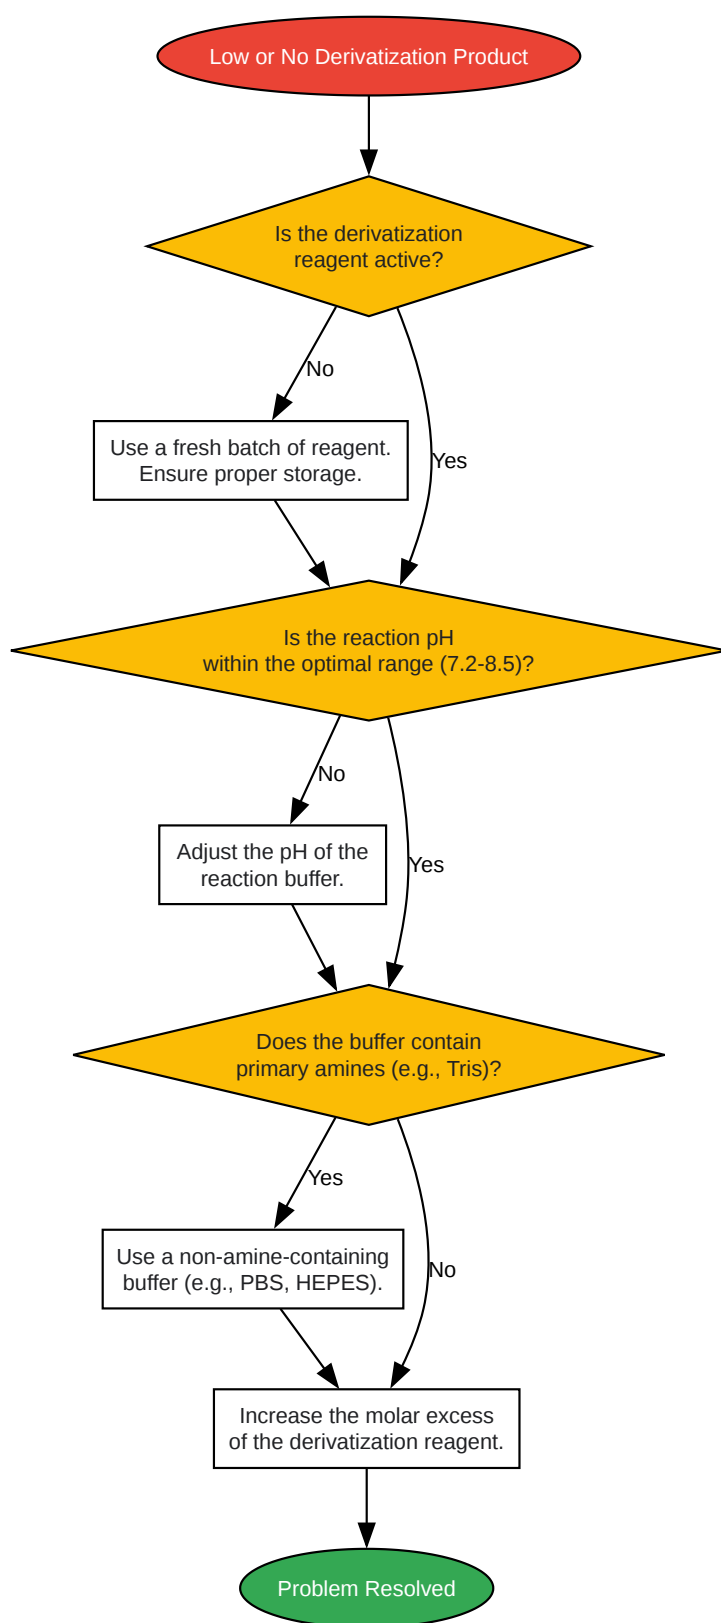 Low or No Derivatization Product
Is the derivatization
reagent active?
No
Use a fresh batch of reagent.
Ensure proper storage.
Yes
Is the reaction pH
within the optimal range (7.2-8.5)?
No
Adjust the pH of the
reaction buffer.
Yes
Does the buffer contain
primary amines (e.g., Tris)?
Yes
Use a non-amine-containing
buffer (e.g., PBS, HEPES).
No
Increase the molar excess
of the derivatization reagent.
Problem Resolved